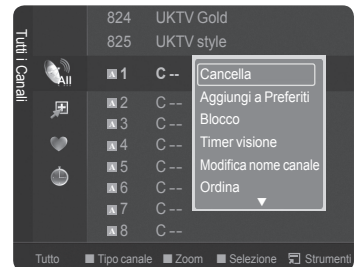 Tutti i Canali
824 UKTV Gold
825 UKTV style
All
A 1 C --
A 2 C --
A 3 C --
A 4 C --
A 5 C --
A 6 C --
A 7 C --
A 8 C --
Cancella
Aggiungi a Preferiti
Blocco
Timer visione
Modifica nome canale
Ordina
Tutto Tipo canale Zoom Selezione Strumenti